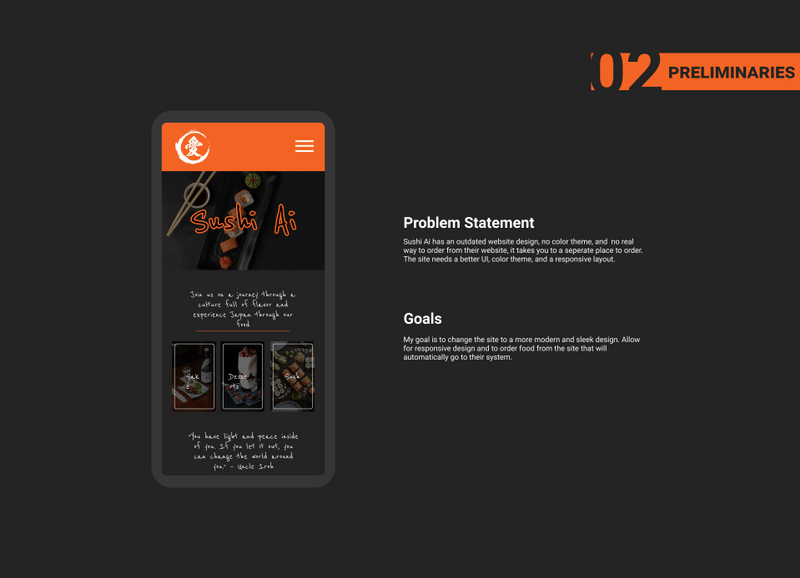 02 PRELIMINARIES
愛
Sushi Ai
Join us on a journey through a
culture full of flavor and
experience Japan through our
food
Sak
e
Dess
rts
Sush
"You have light and peace inside
of you. If you let it out, you
can change the world around
you." - Uncle Iroh
Problem Statement
Sushi Ai has an outdated website design, no color theme, and no real
way to order from their website, it takes you to a seperate place to order.
The site needs a better UI, color theme, and a responsive layout.
Goals
My goal is to change the site to a more modern and sleek design. Allow
for responsive design and to order food from the site that will
automatically go to their system.